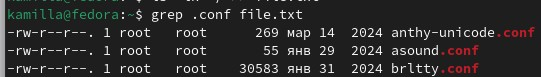 kamilla@fedora:~$ grep .conf file.txt
-rw-r--r--. 1 root   root     269 мар 14  2024 anthy-unicode.conf
-rw-r--r--. 1 root   root      55 янв 29  2024 asound.conf
-rw-r--r--. 1 root   root   30583 янв 31  2024 brltty.conf